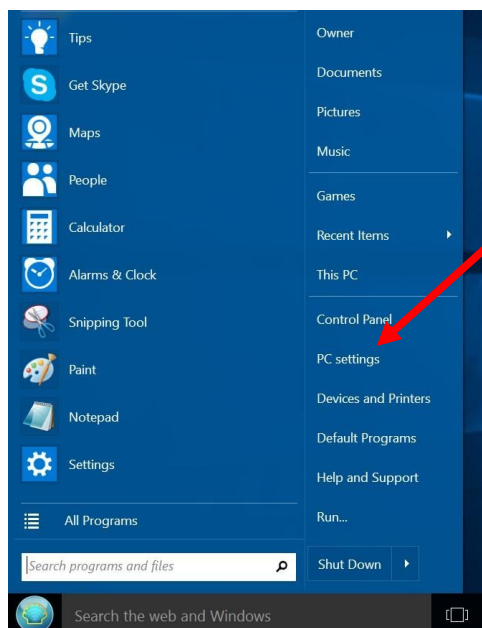 Tips
Get Skype
Maps
People
Calculator
Alarms & Clock
Snipping Tool
Paint
Notepad
Settings
All Programs
Search programs and files
Owner
Documents
Pictures
Music
Games
Recent Items
This PC
Control Panel
PC settings
Devices and Printers
Default Programs
Help and Support
Run...
Shut Down
Search the web and Windows